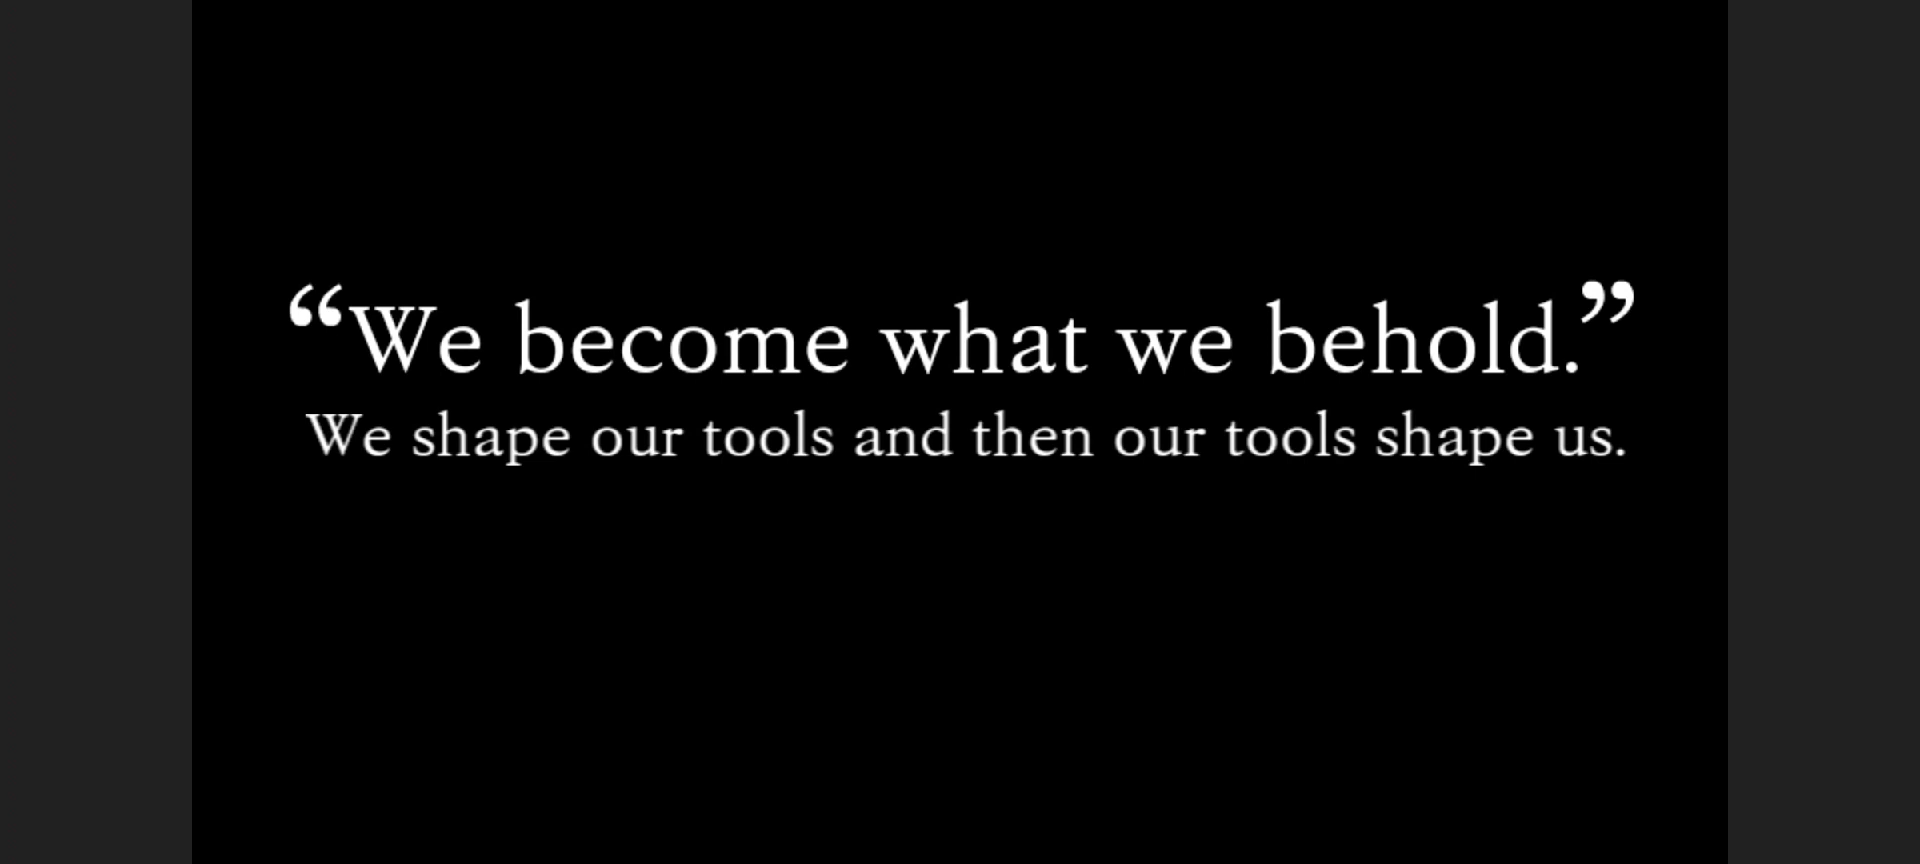 “We become what we behold.”
We shape our tools and then our tools shape us.